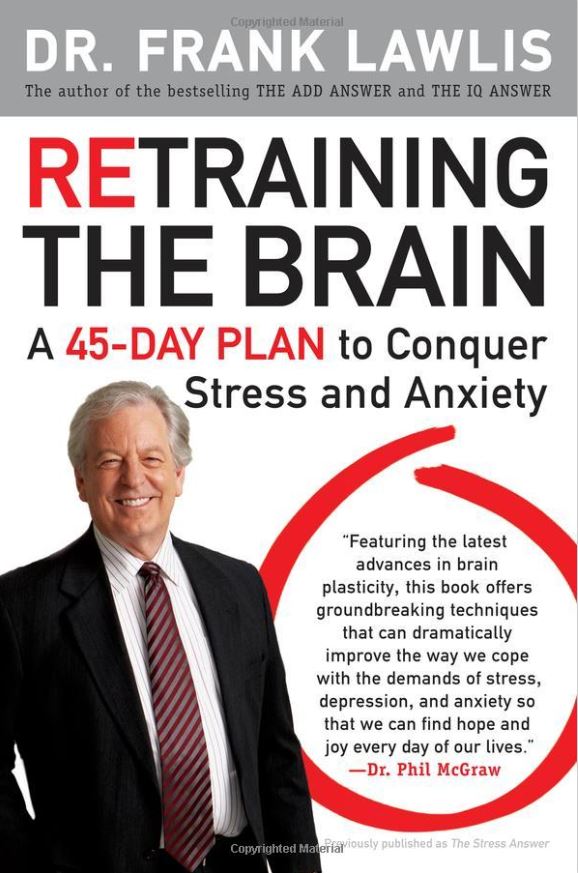 Copyrighted Material
DR. FRANK LAWLIS
The author of the bestselling THE ADD ANSWER and THE IQ ANSWER
RETRAINING
THE BRAIN
A 45-DAY PLAN to Conquer
Stress and Anxiety
“Featuring the latest
advances in brain
plasticity, this book offers
groundbreaking techniques
that can dramatically
improve the way we cope
with the demands of stress,
depression, and anxiety so
that we can find hope and
joy every day of our lives.”
—Dr. Phil McGraw
Previously published as The Stress Answer
Copyrighted Material